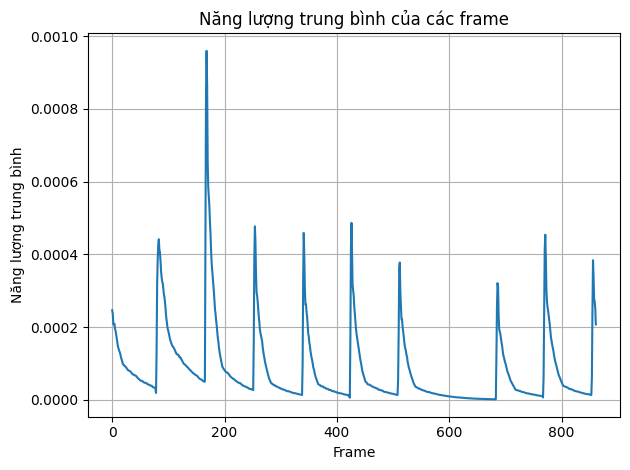 Năng lượng trung bình của các frame
Năng lượng trung bình
0.0010
0.0008
0.0006
0.0004
0.0002
0.0000
0 200 400 600 800
Frame